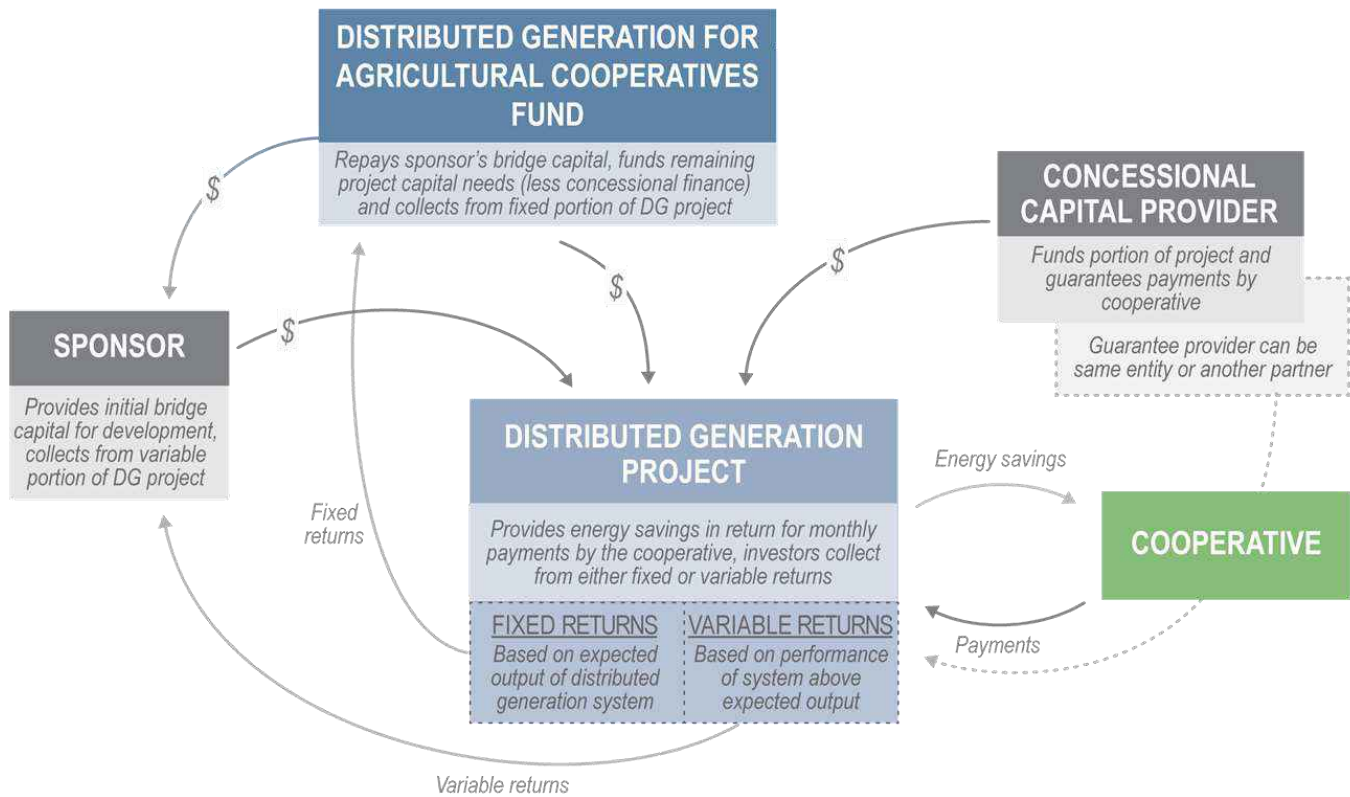 DISTRIBUTED GENERATION FOR
AGRICULTURAL COOPERATIVES
FUND
Repays sponsor's bridge capital, funds remaining
project capital needs (less concessional finance)
and collects from fixed portion of DG project
$
$
$
$
CONCESSIONAL
CAPITAL PROVIDER
Funds portion of project and
guarantees payments by
cooperative
Guarantee provider can be
same entity or another partner
SPONSOR
Provides initial bridge
capital for development,
collects from variable
portion of DG project
Fixed
returns
DISTRIBUTED GENERATION
PROJECT
Provides energy savings in return for monthly
payments by the cooperative, investors collect
from either fixed or variable returns
FIXED RETURNS
Based on expected
output of distributed
generation system
VARIABLE RETURNS
Based on performance
of system above
expected output
Energy savings
COOPERATIVE
Payments
Variable returns